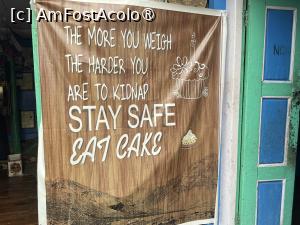 [c] AmFostAcolo®
THE MORE YOU WEIGH
THE HARDER YOU
ARE TO KIDNAP
STAY SAFE
EAT CAKE